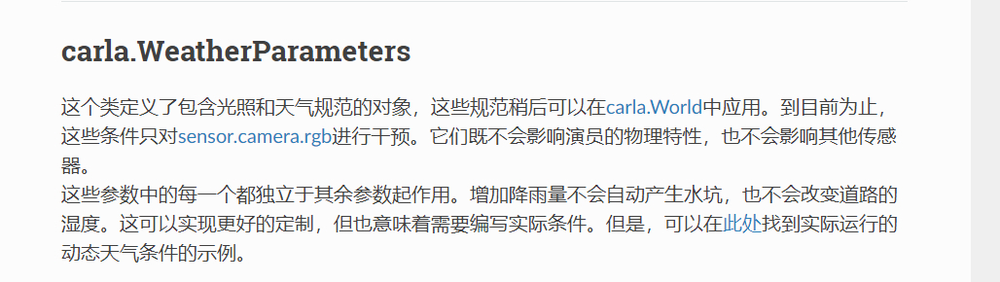 carla.WeatherParameters
这个类定义了包含光照和天气规范的对象，这些规范稍后可以在carla.World中应用。到目前为止，
这些条件只对sensor.camera.rgb进行干预。它们既不会影响演员的物理特性，也不会影响其他传感
器。
这些参数中的每一个都独立于其余参数起作用。增加降雨量不会自动产生水坑，也不会改变道路的
湿度。这可以实现更好的定制，但也意味着需要编写实际条件。但是，可以在此处找到实际运行的
动态天气条件的示例。